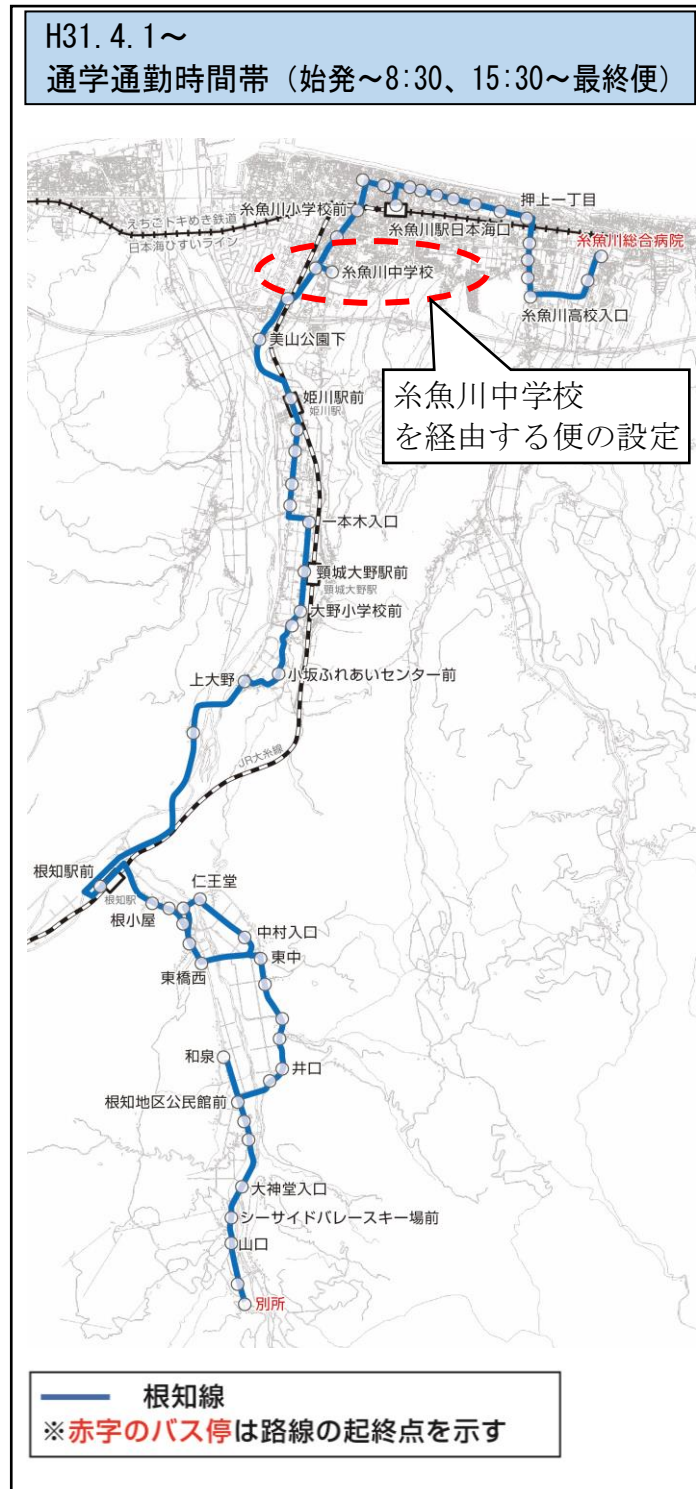 H31.4.1～
通学通勤時間帯（始発～8:30、15:30～最終便）
押上一丁目
糸魚川小学校前
えちごトキめき鉄道
日本海ひすいライン
糸魚川駅日本海口
糸魚川総合病院
糸魚川中学校
糸魚川高校入口
美山公園下
糸魚川中学校
を経由する便の設定
姫川駅前
姫川駅
一本木入口
頸城大野駅前
頸城大野駅
大野小学校前
小坂ふれあいセンター前
上大野
JR大糸線
根知駅前
根知駅
仁王堂
根小屋
中村入口
東中
東橋西
和泉
井口
根知地区公民館前
大神堂入口
シーサイドバレースキー場前
山口
別所
根知線
※赤字のバス停は路線の起終点を示す